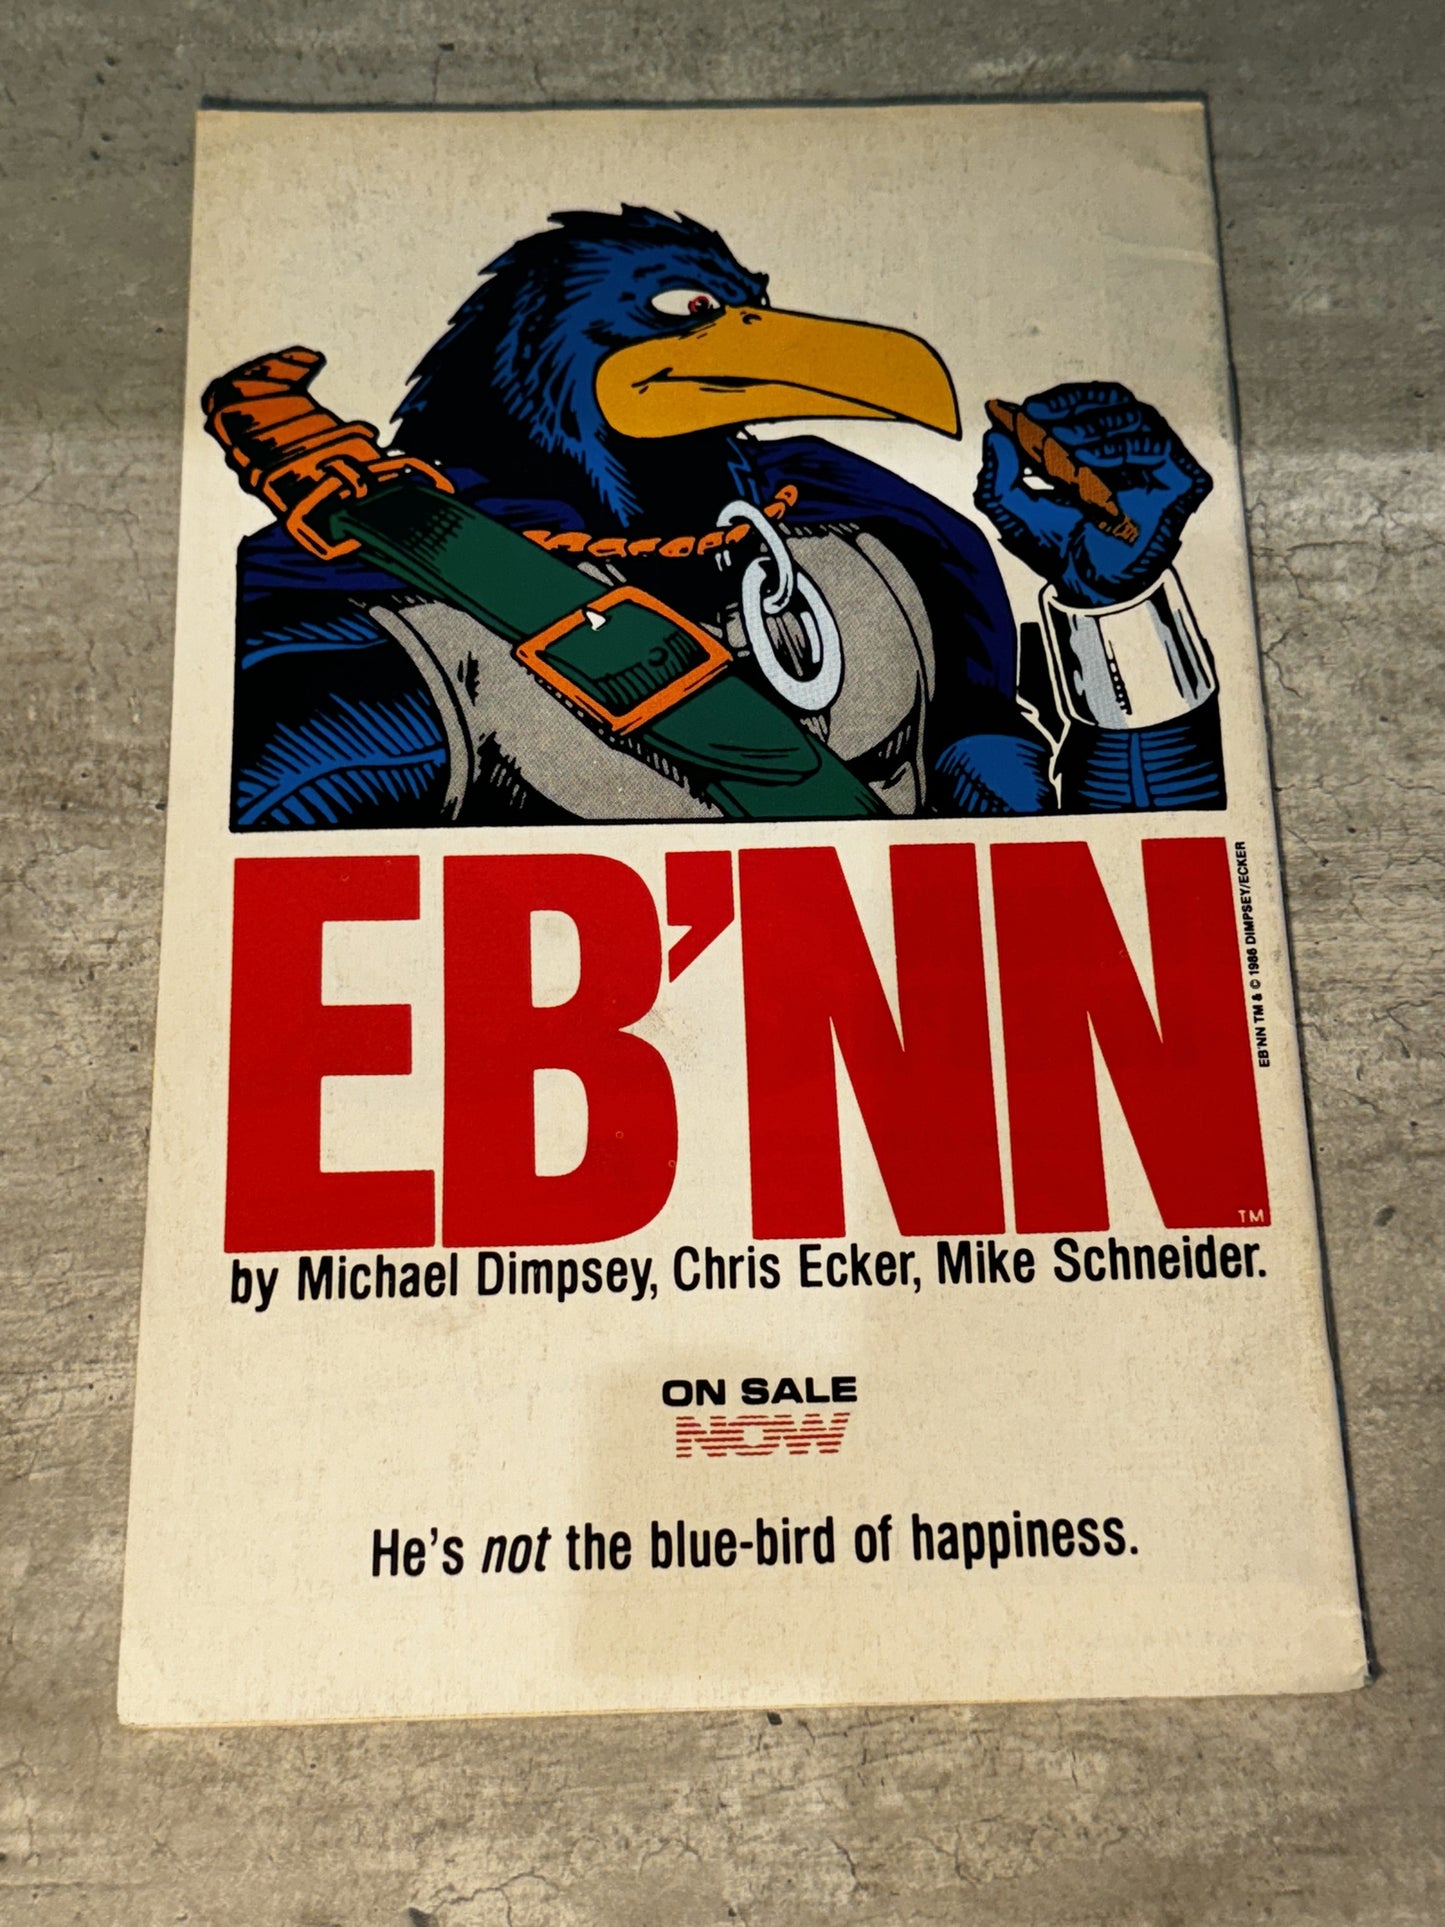 EB'NN
TM
EB'NN TM & © 1986 DIMPSEY/ECKER
by Michael Dimpsey, Chris Ecker, Mike Schneider.
ON SALE
NOW
He's not the blue-bird of happiness.